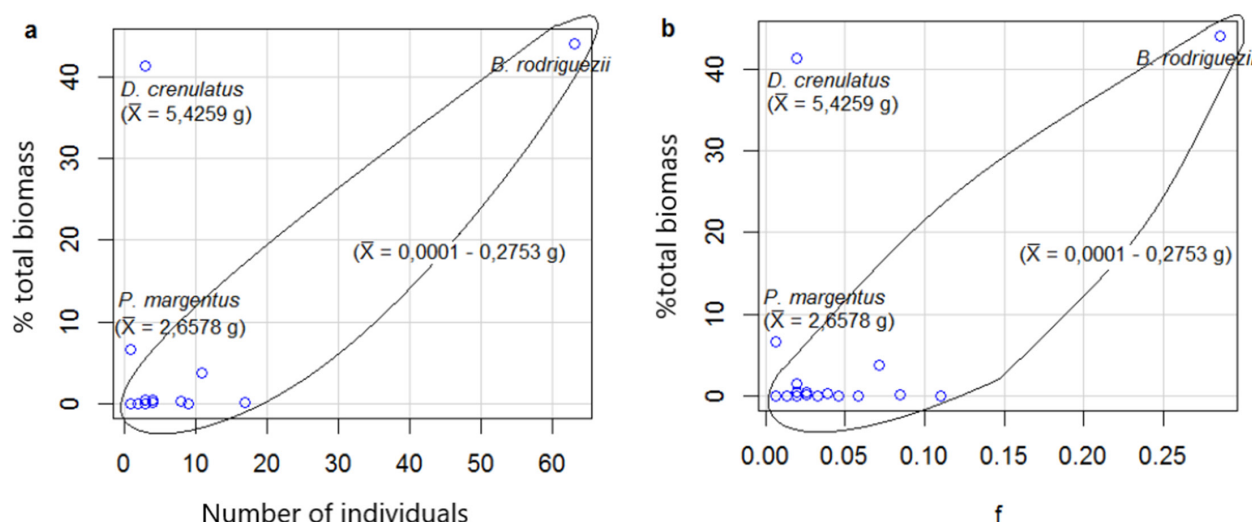 a
% total biomass
40
30
20
10
0
D. crenulatus
(X̅ = 5,4259 g)
B. rodriguezii
(X̅ = 0,0001 - 0,2753 g)
P. margentus
(X̅ = 2,6578 g)
0 10 20 30 40 50 60
Number of individuals
b
%total biomass
40
30
20
10
0
D. crenulatus
(X̅ = 5,4259 g)
B. rodriguezii
(X̅ = 0,0001 - 0,2753 g)
P. margentus
(X̅ = 2,6578 g)
0.00 0.05 0.10 0.15 0.20 0.25
f